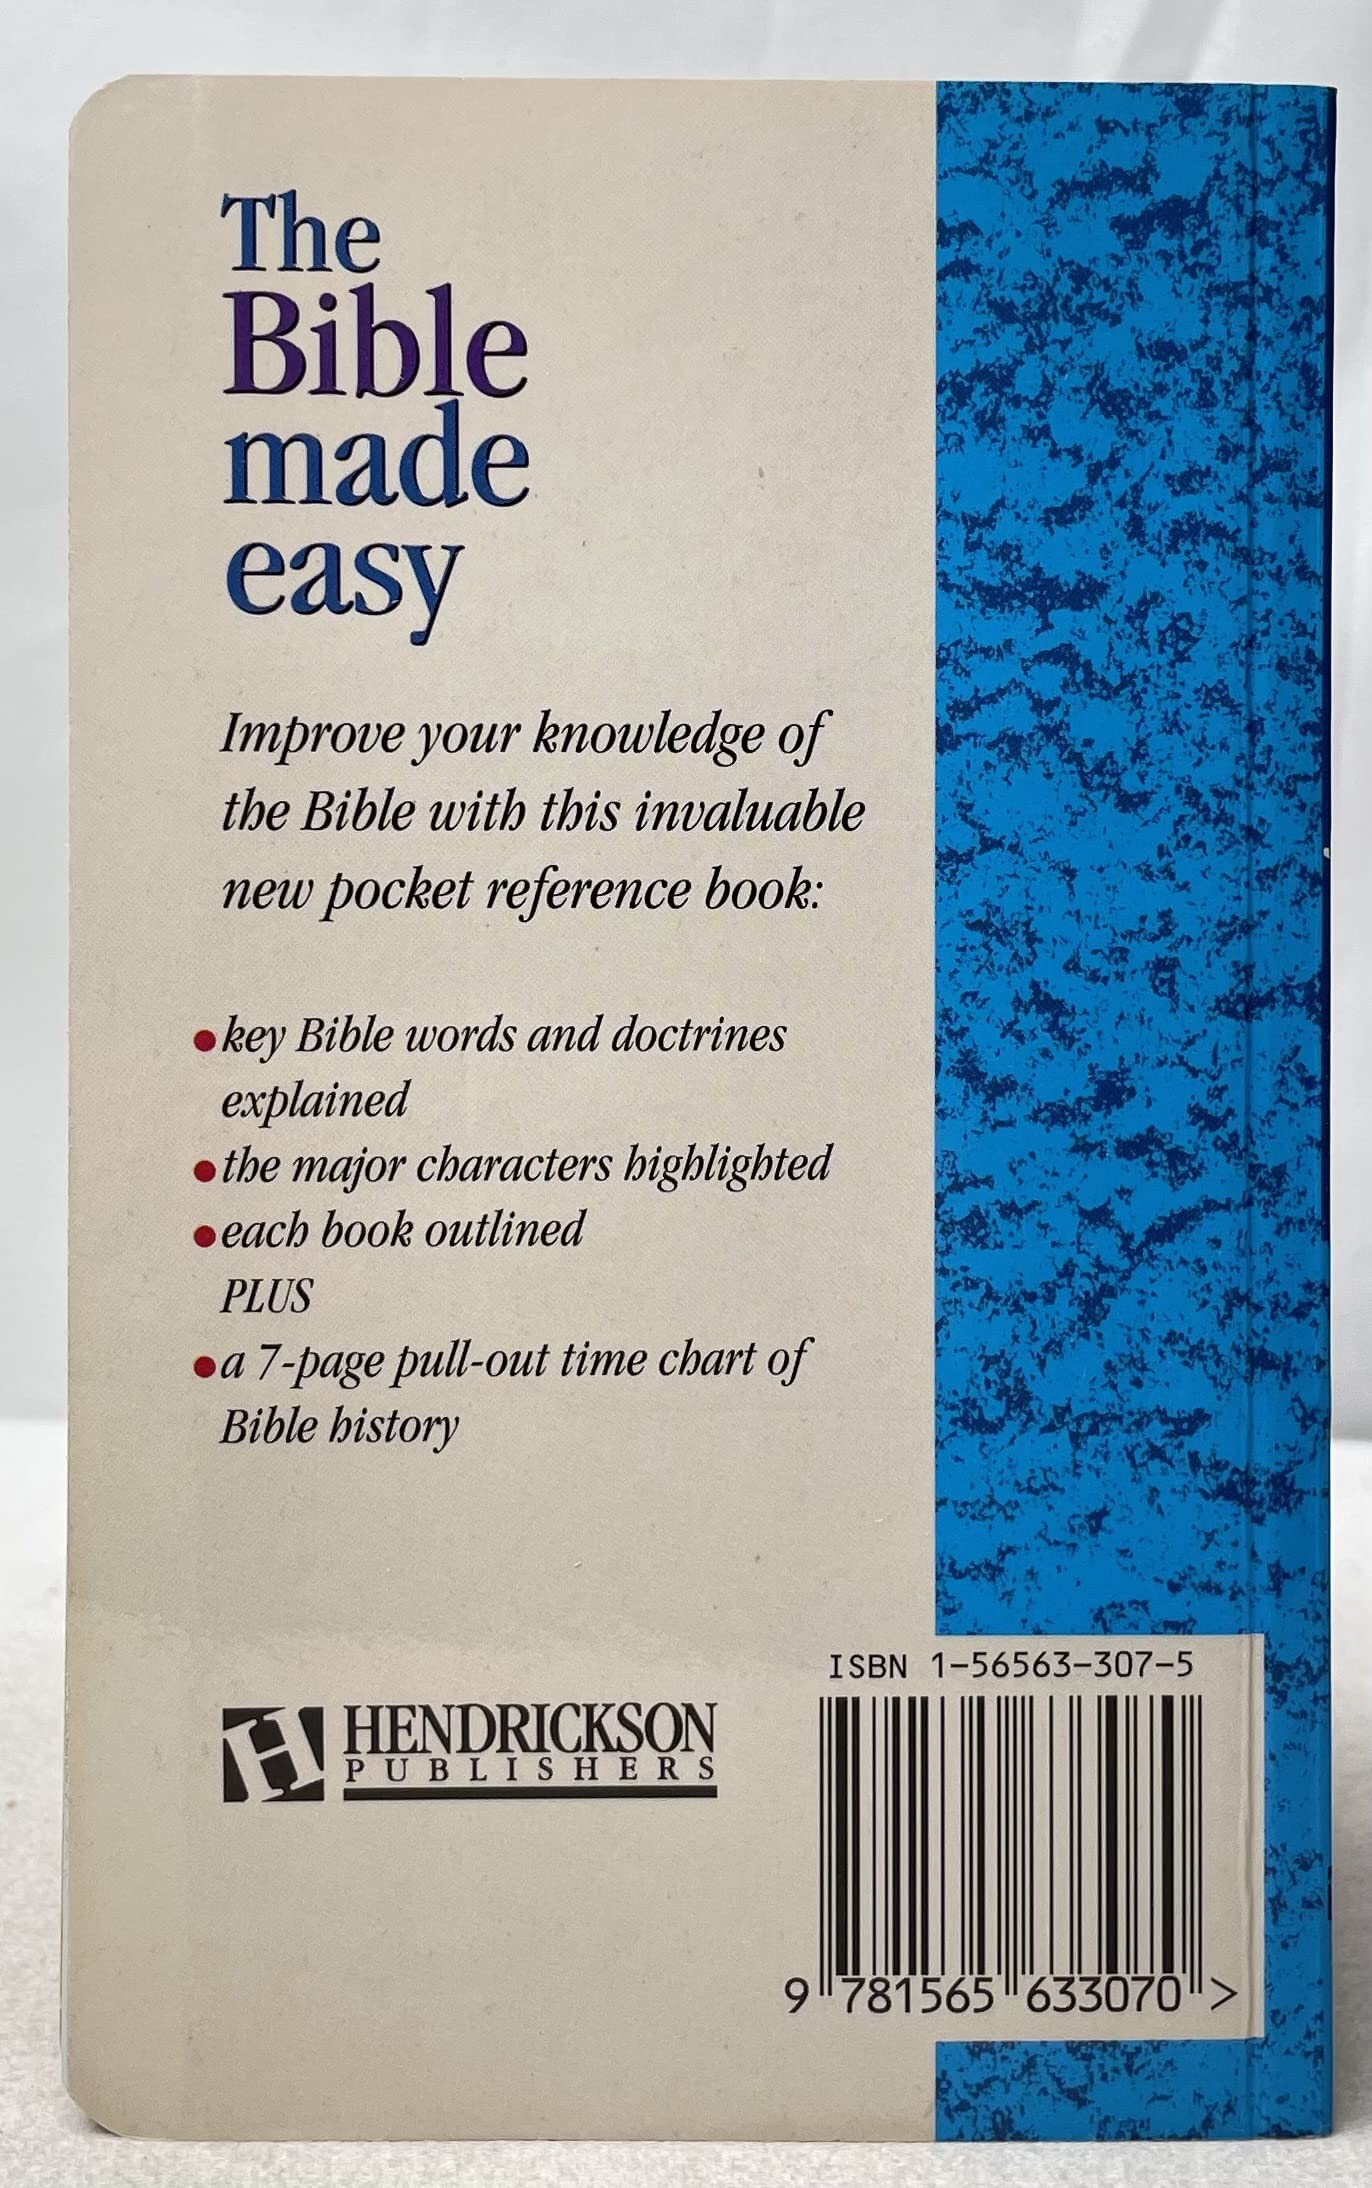 The
Bible
made
easy
Improve your knowledge of
the Bible with this invaluable
new pocket reference book:
• key Bible words and doctrines
explained
• the major characters highlighted
• each book outlined
PLUS
• a 7-page pull-out time chart of
Bible history
H HENDRICKSON
PUBLISHERS
ISBN 1-56563-307-5
9 781565 633070 >